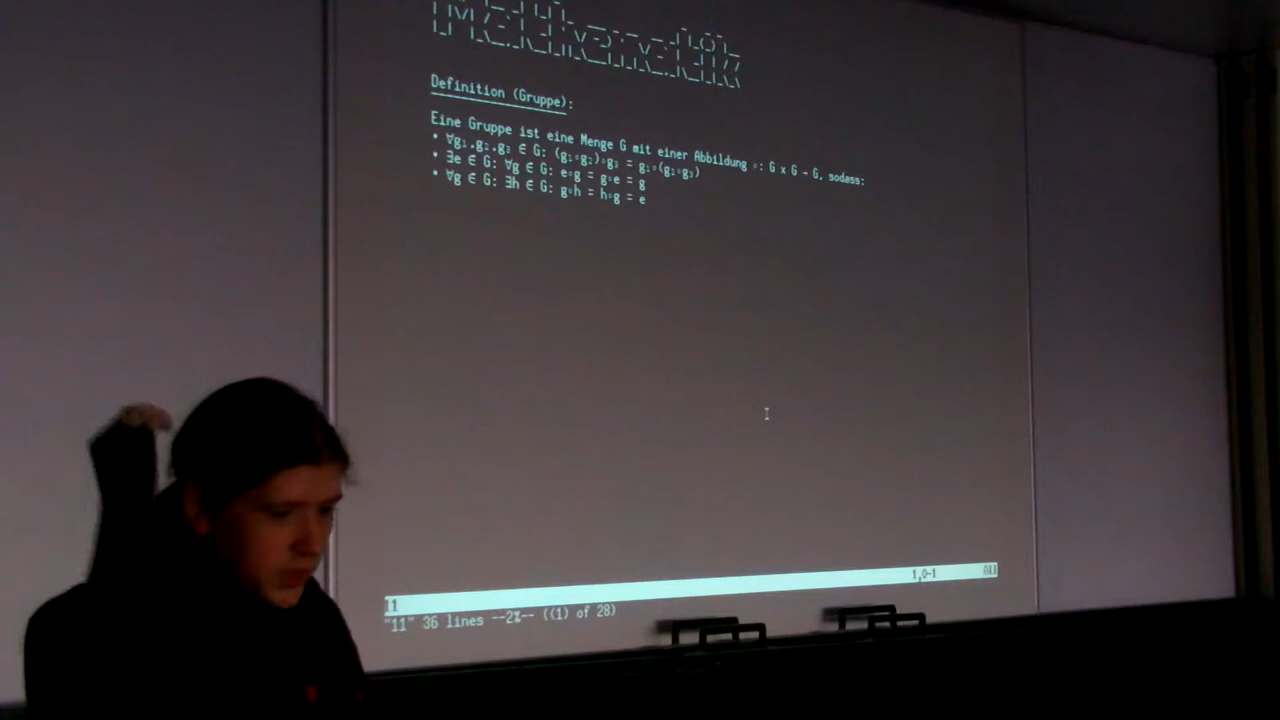 Mathematik
Definition (Gruppe):
Eine Gruppe ist eine Menge G mit einer Abbildung ∘: G x G → G, sodass:
• ∀g₁,g₂,g₃ ∈ G: (g₁∘g₂)∘g₃ = g₁∘(g₂∘g₃)
• ∃e ∈ G: ∀g ∈ G: e∘g = g∘e = g
• ∀g ∈ G: ∃h ∈ G: g∘h = h∘g = e
11 1,0-1 All
"11" 36 lines --2%-- ((1) of 28)